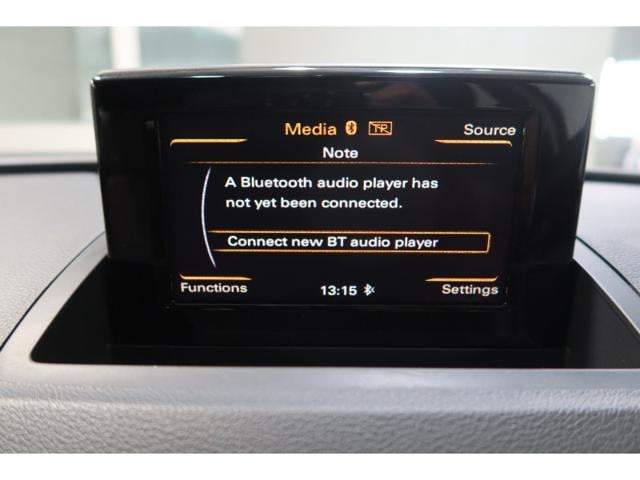 Media TP Source
Note
A Bluetooth audio player has
not yet been connected.
Connect new BT audio player
Functions 13:15 Settings